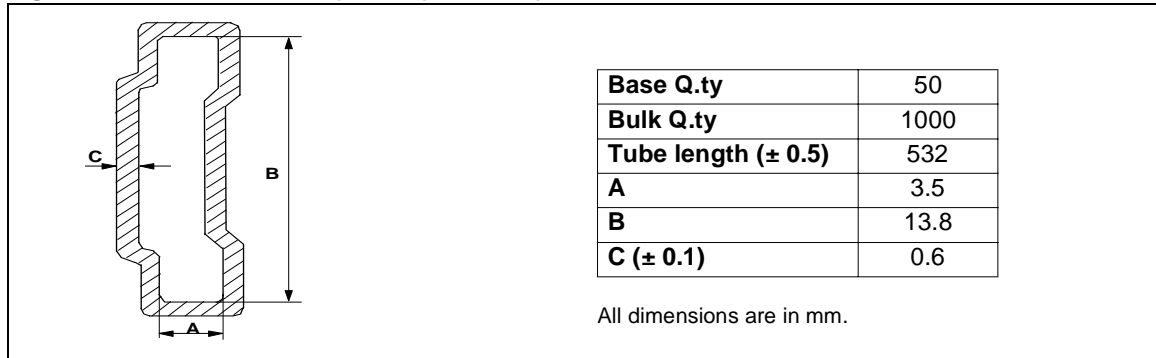 C
B
A
Base Q.ty 50
Bulk Q.ty 1000
Tube length (± 0.5) 532
A 3.5
B 13.8
C (± 0.1) 0.6
All dimensions are in mm.